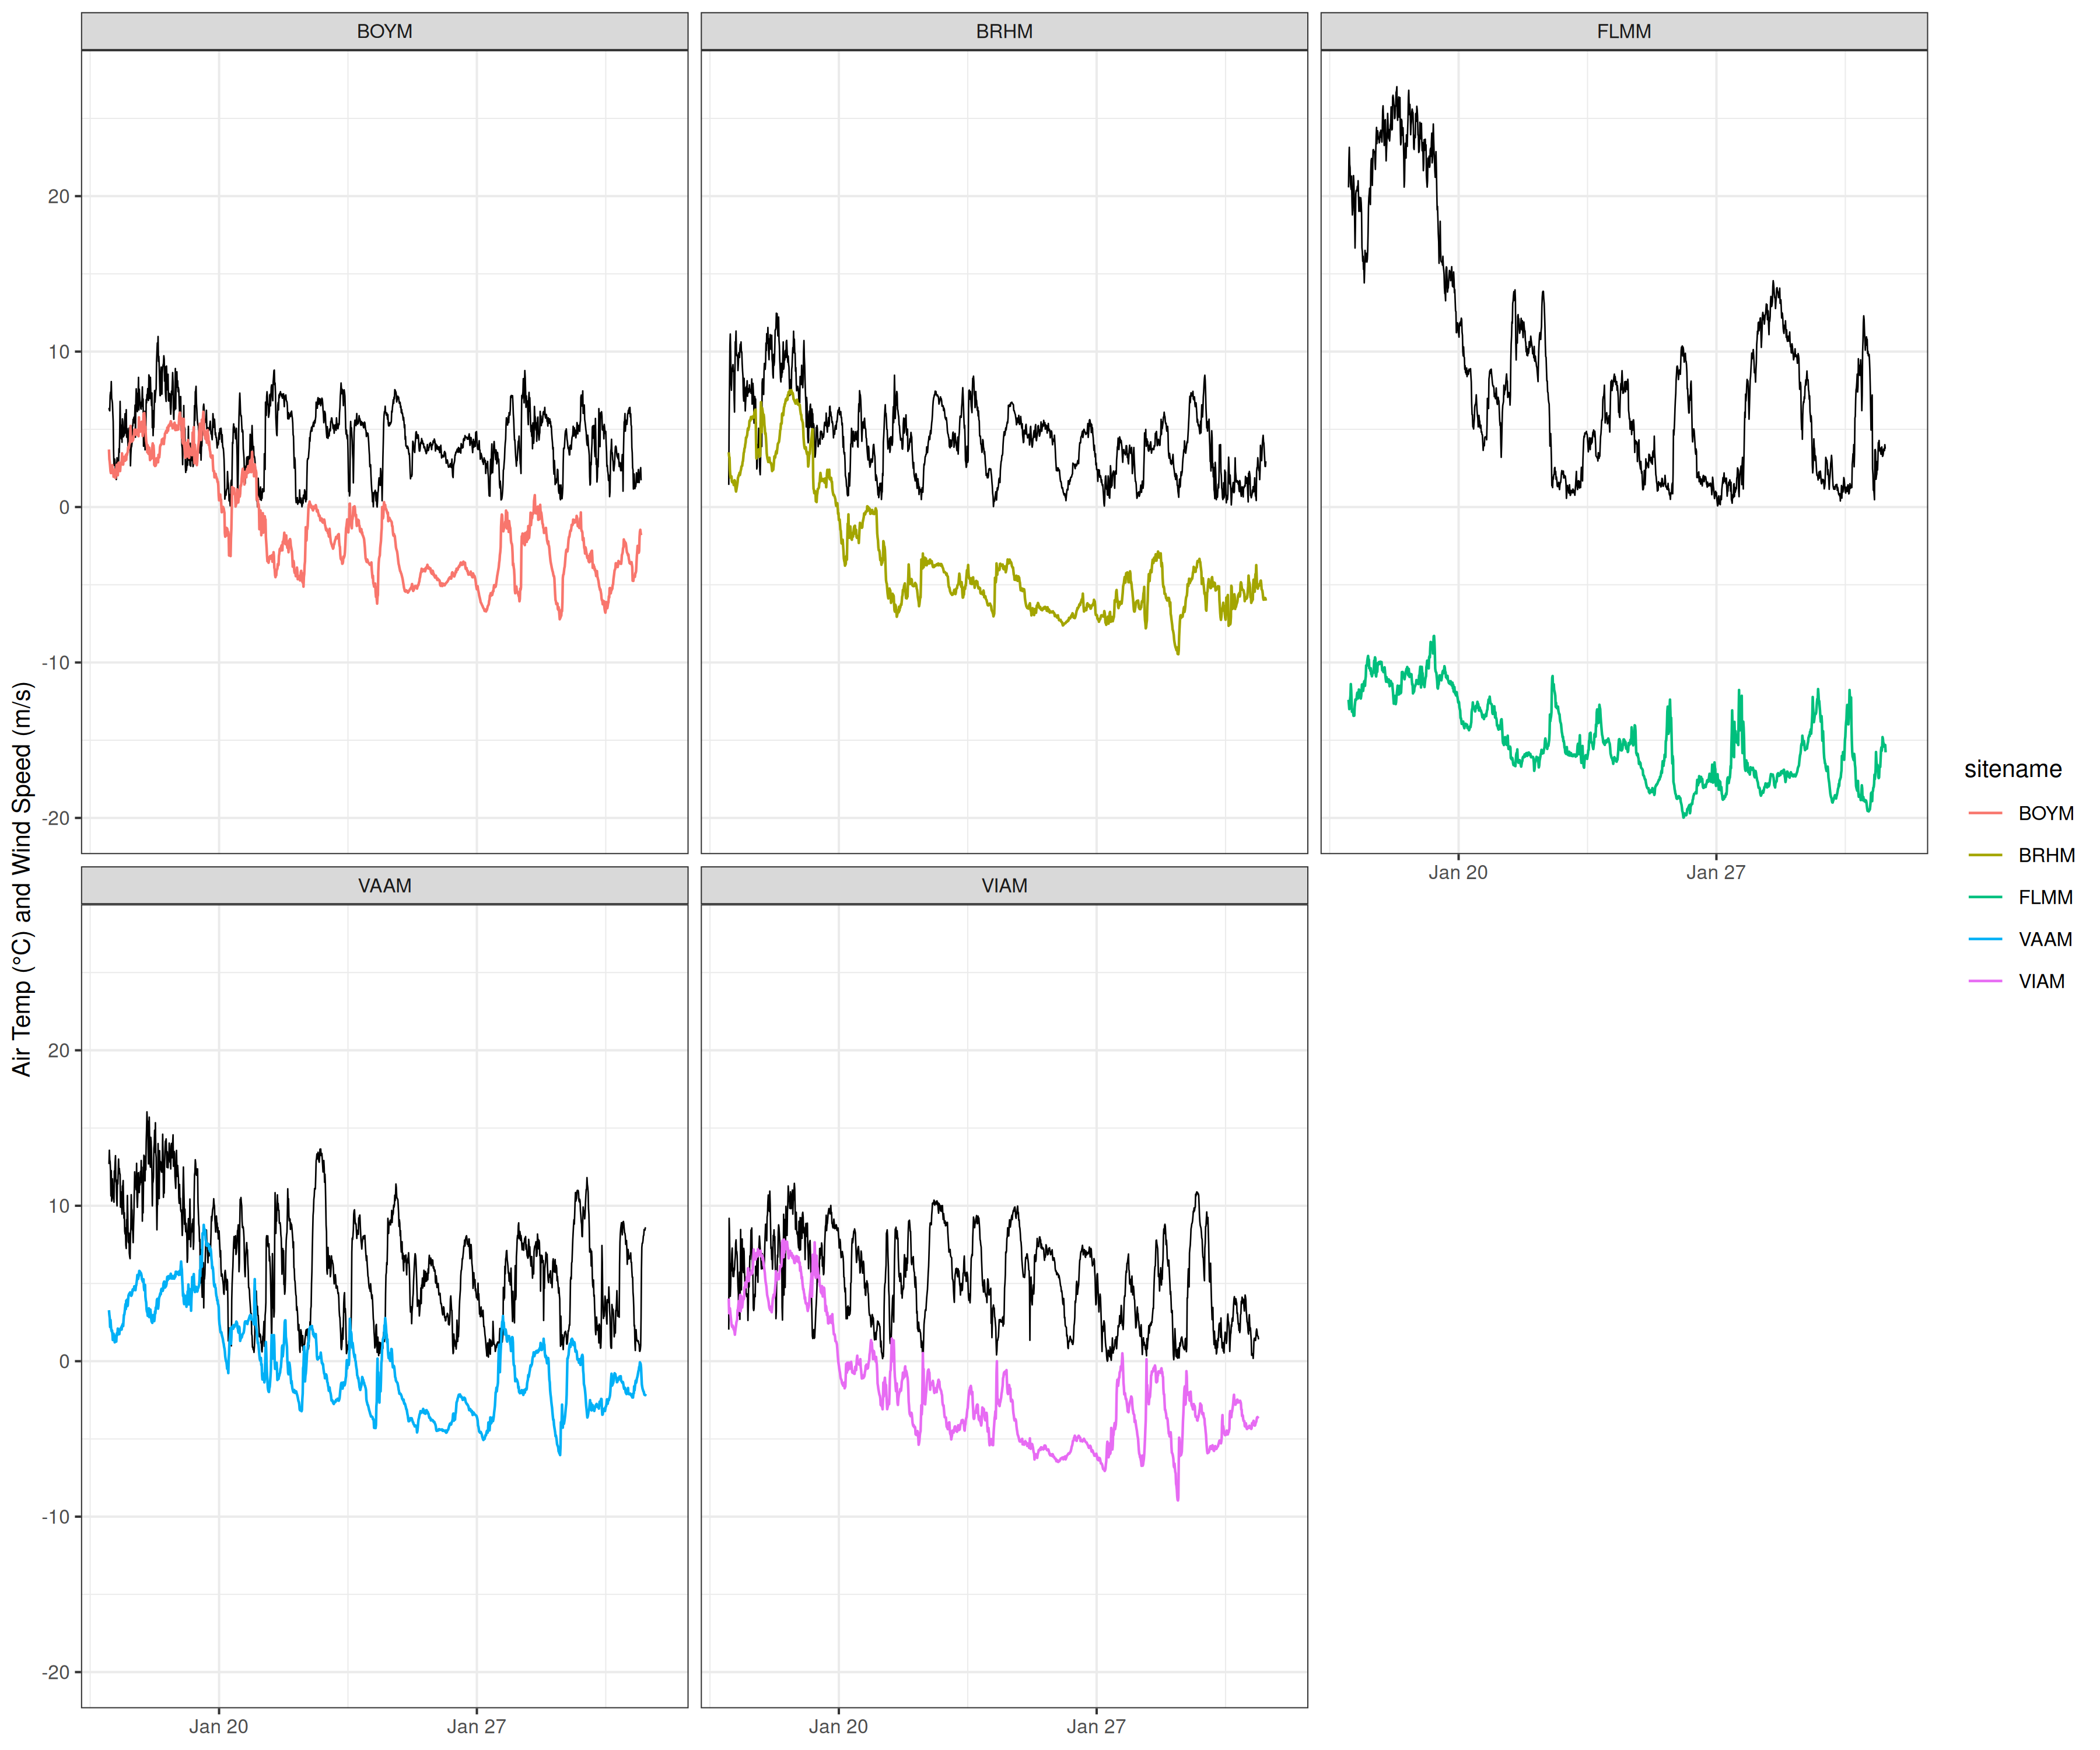 BOYM
BRHM
FLMM
20
10
0
-10
-20
Jan 20
Jan 27
VAAM
VIAM
20
10
0
-10
-20
Jan 20
Jan 27
Jan 20
Jan 27
Air Temp (°C) and Wind Speed (m/s)
sitename
BOYM
BRHM
FLMM
VAAM
VIAM